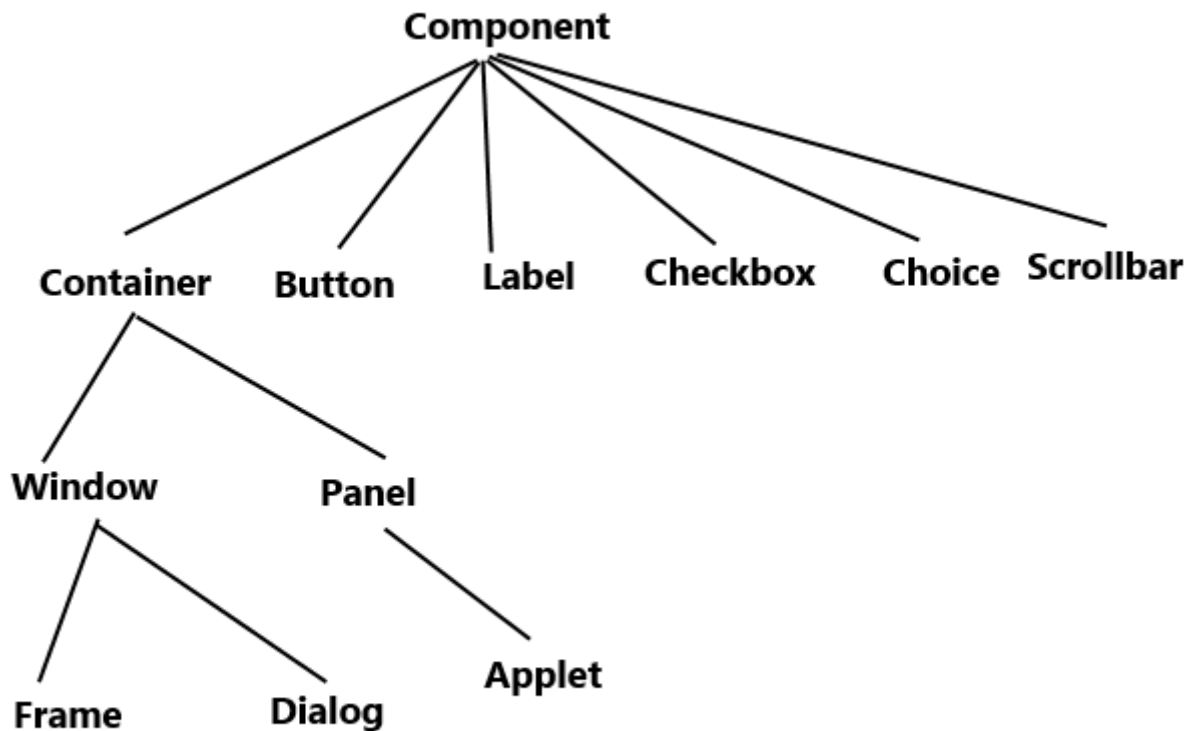 Component
Container
Button
Label
Checkbox
Choice
Scrollbar
Window
Panel
Applet
Frame
Dialog